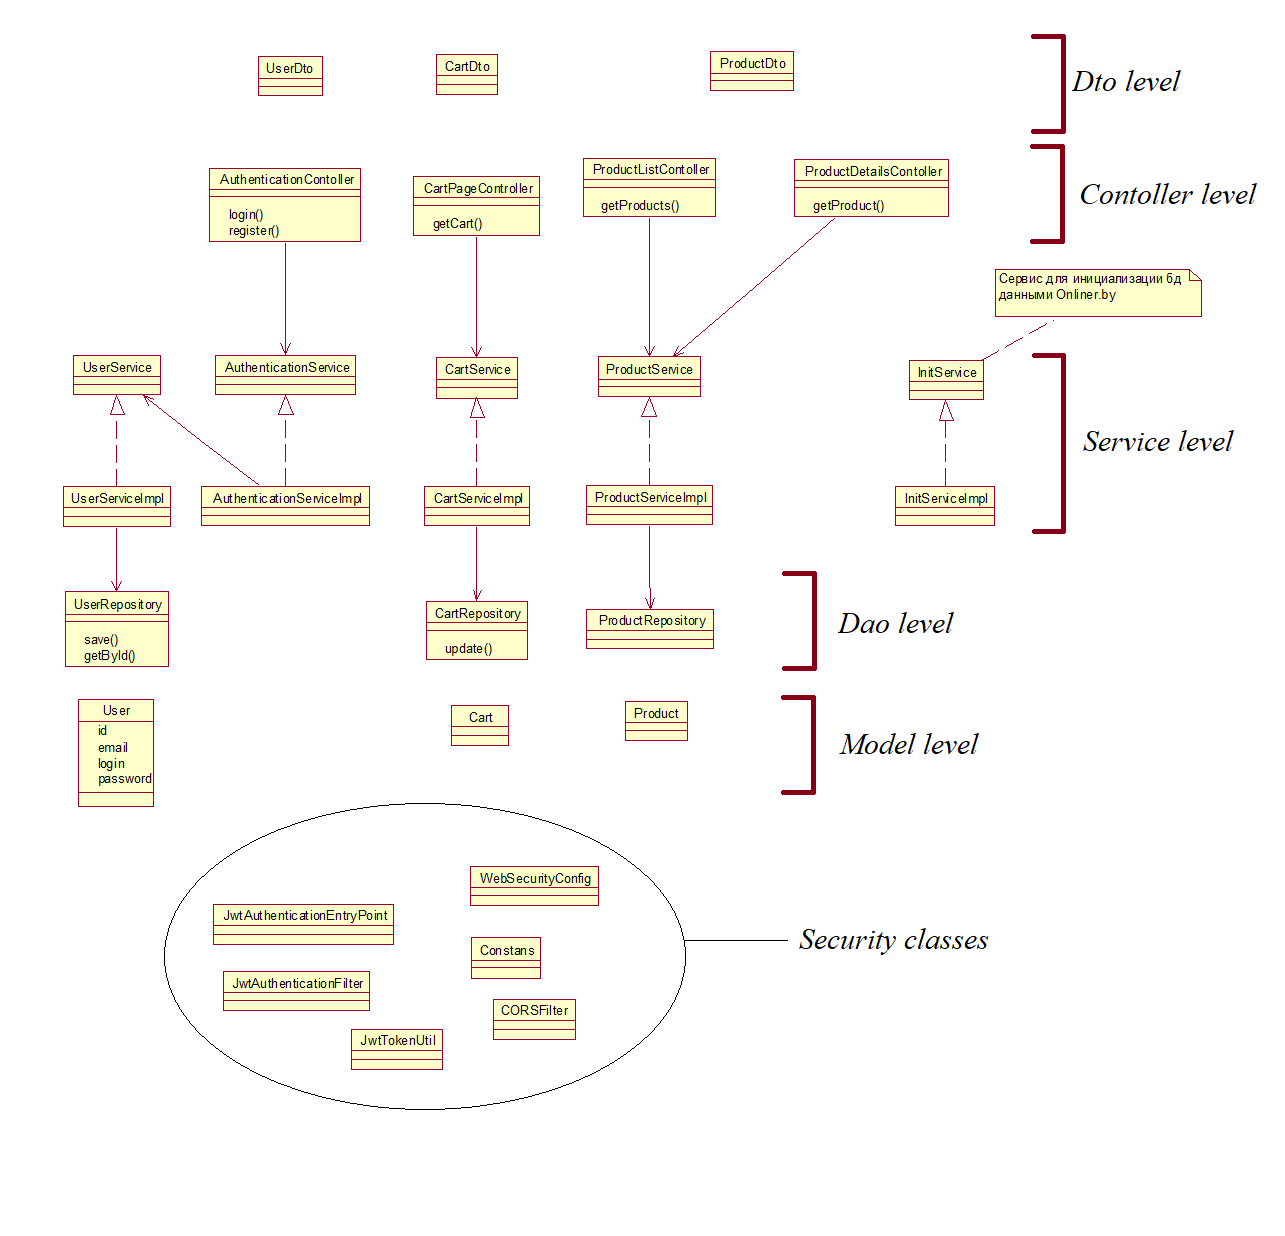 UserDto
CartDto
ProductDto
Dto level
AuthenticationContoller
login()
register()
CartPageController
getCart()
ProductListContoller
getProducts()
ProductDetailsContoller
getProduct()
Contoller level
Сервис для инициализации бд
данными Onliner.by
UserService
AuthenticationService
CartService
ProductService
InitService
Service level
UserServiceImpl
AuthenticationServiceImpl
CartServiceImpl
ProductServiceImpl
InitServiceImpl
UserRepository
save()
getById()
CartRepository
update()
ProductRepository
Dao level
User
id
email
login
password
Cart
Product
Model level
WebSecurityConfig
JwtAuthenticationEntryPoint
Constans
Security classes
JwtAuthenticationFilter
CORSFilter
JwtTokenUtil